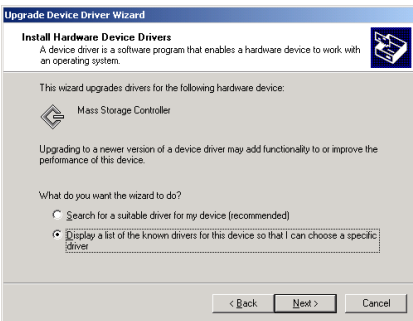 Upgrade Device Driver Wizard
Install Hardware Device Drivers
A device driver is a software program that enables a hardware device to work with
an operating system.
This wizard upgrades drivers for the following hardware device:
Mass Storage Controller
Upgrading to a newer version of a device driver may add functionality to or improve the
performance of this device.
What do you want the wizard to do?
Search for a suitable driver for my device (recommended)
Display a list of the known drivers for this device so that I can choose a specific
driver
< Back
Next >
Cancel